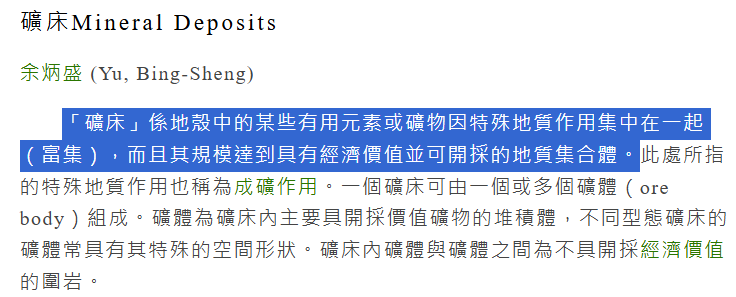 礦床Mineral Deposits
余炳盛 (Yu, Bing-Sheng)
「礦床」係地殼中的某些有用元素或礦物因特殊地質作用集中在一起
（富集），而且其規模達到具有經濟價值並可開採的地質集合體。此處所指
的特殊地質作用也稱為成礦作用。一個礦床可由一個或多個礦體（ore
body）組成。礦體為礦床內主要具開採價值礦物的堆積體，不同型態礦床的
礦體常具有其特殊的空間形狀。礦床內礦體與礦體之間為不具開採經濟價值
的圍岩。